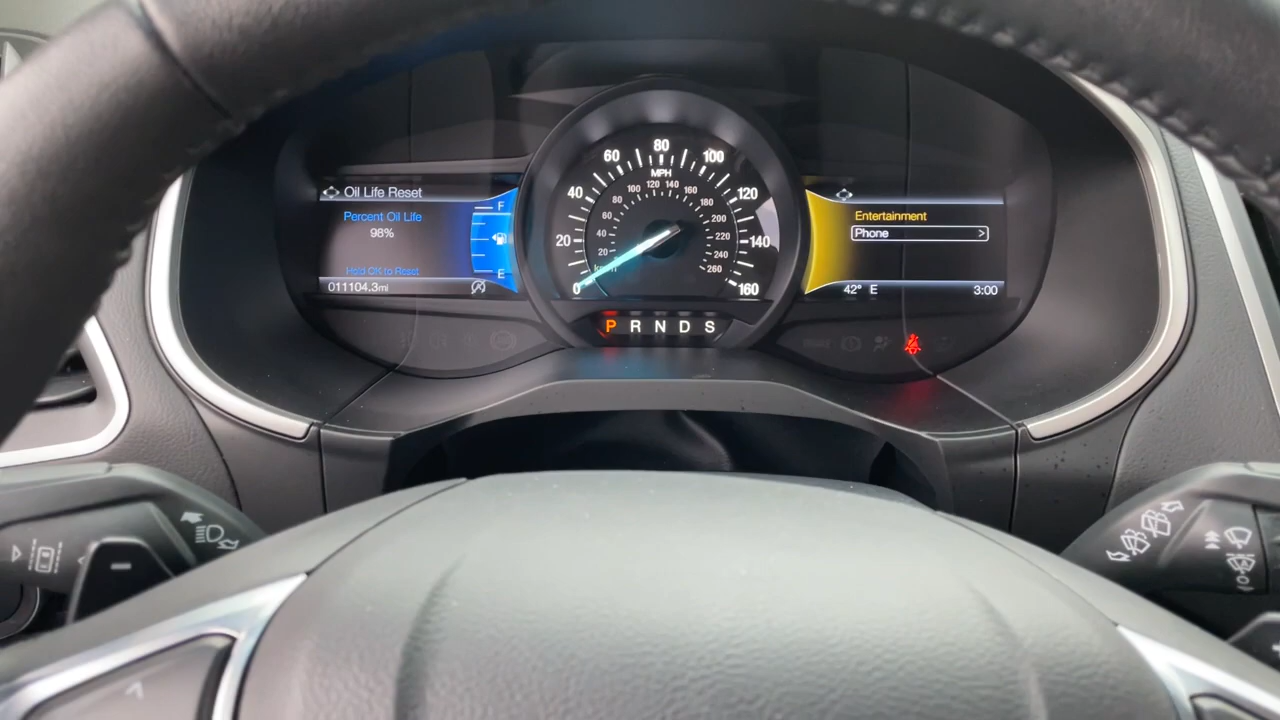 Oil Life Reset
Percent Oil Life
98%
Hold OK to Reset
011104.3mi
F
E
0 20 40 60 80 100 120 140 160
MPH
20 40 60 80 100 120 140 160 180 200 220 240 260
km/h
P R N D S
Entertainment
Phone >
42° E 3:00